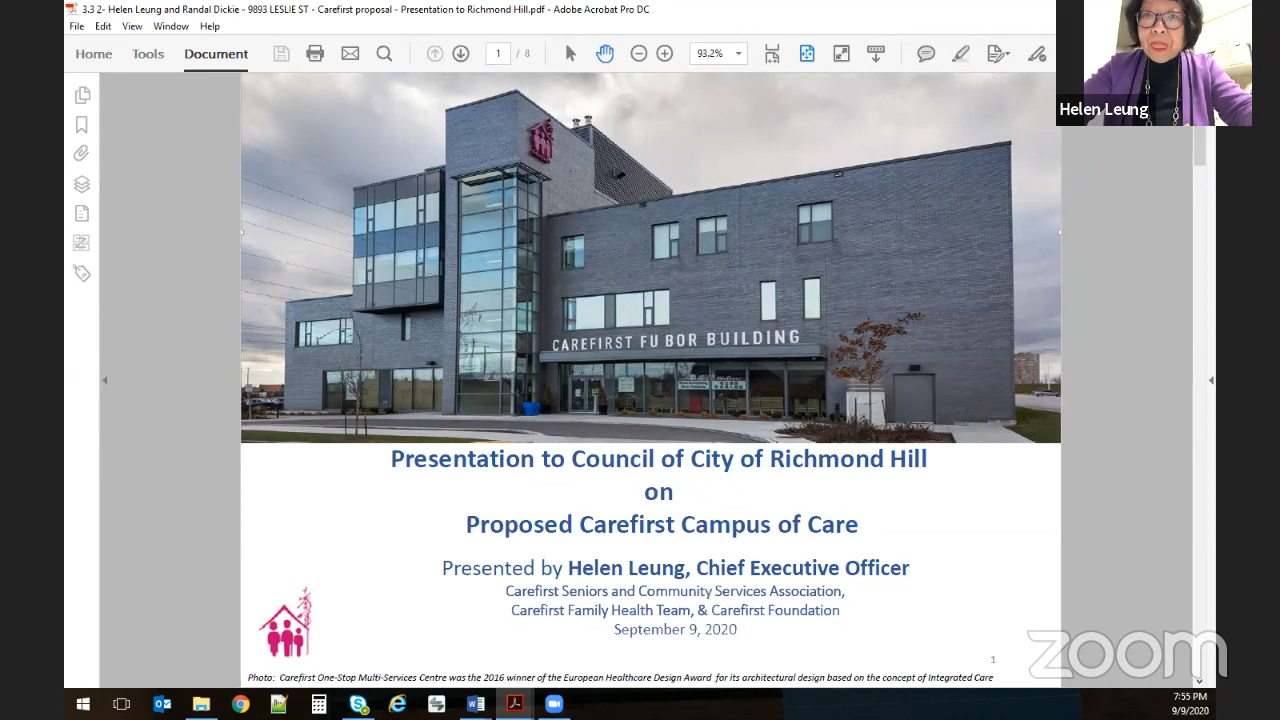 3.3 2- Helen Leung and Randal Dickie - 9893 LESLIE ST - Carefirst proposal - Presentation to Richmond Hill.pdf - Adobe Acrobat Pro DC
File Edit View Window Help
Home Tools Document 1 / 8 93.2%
Helen Leung
CAREFIRST FU BOR BUILDING
Presentation to Council of City of Richmond Hill
on
Proposed Carefirst Campus of Care
Presented by Helen Leung, Chief Executive Officer
Carefirst Seniors and Community Services Association,
Carefirst Family Health Team, & Carefirst Foundation
September 9, 2020
1
zoom
Photo: Carefirst One-Stop Multi-Services Centre was the 2016 winner of the European Healthcare Design Award for its architectural design based on the concept of Integrated Care
7:55 PM
9/9/2020